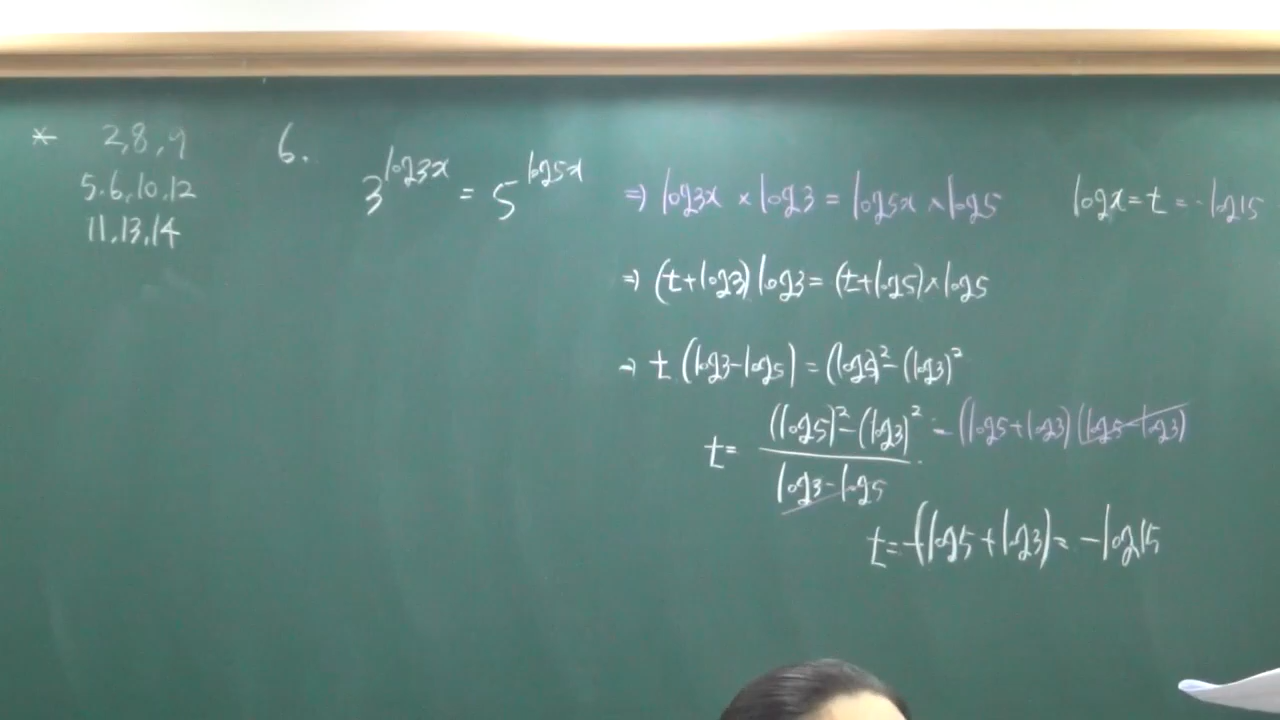 * 2,8,9
5.6,10,12
11,13,14
6. 3^{log3x} = 5^{log5x}
⇒ log3x × log3 = log5x × log5
logx = t = -log15
⇒ (t+log3)log3 = (t+log5)×log5
→ t(log3-log5) = (log5)²-(log3)²
t = \frac{(log5)²-(log3)²}{log3-log5} = (log5+log3)(log5-log3)
t = -(log5+log3) = -log15